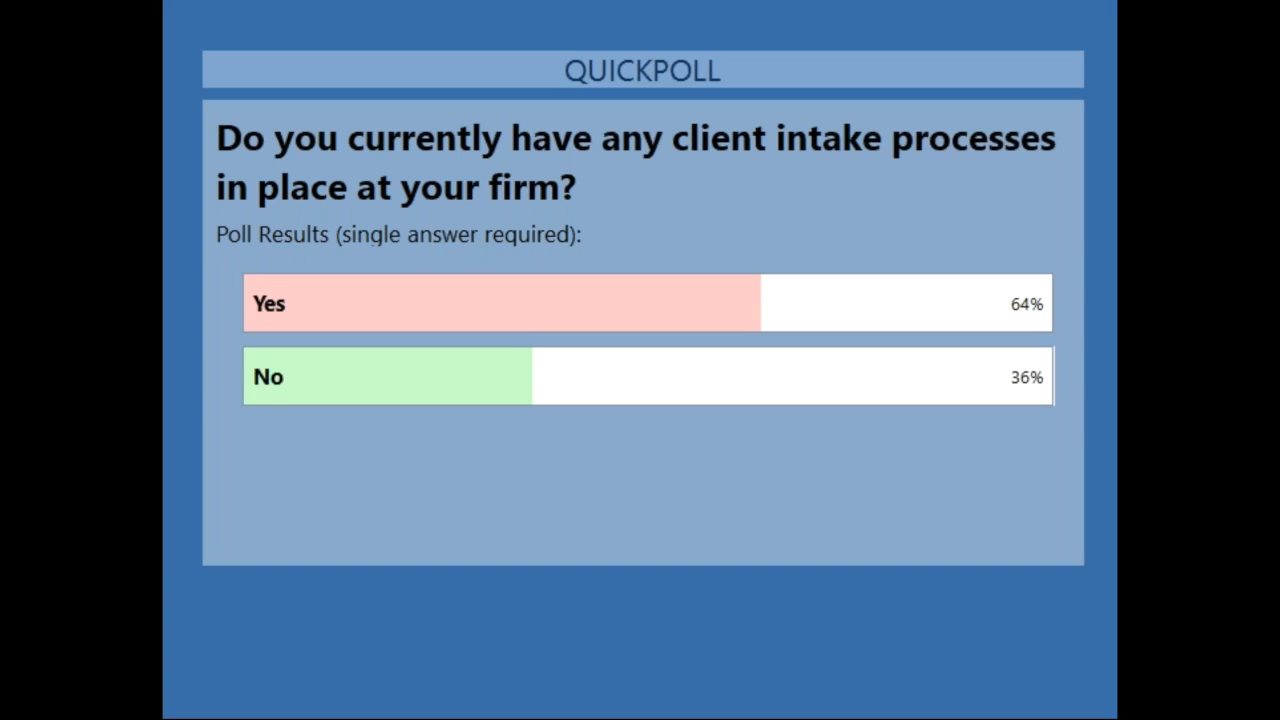 QUICKPOLL
Do you currently have any client intake processes
in place at your firm?
Poll Results (single answer required):
Yes 64%
No 36%